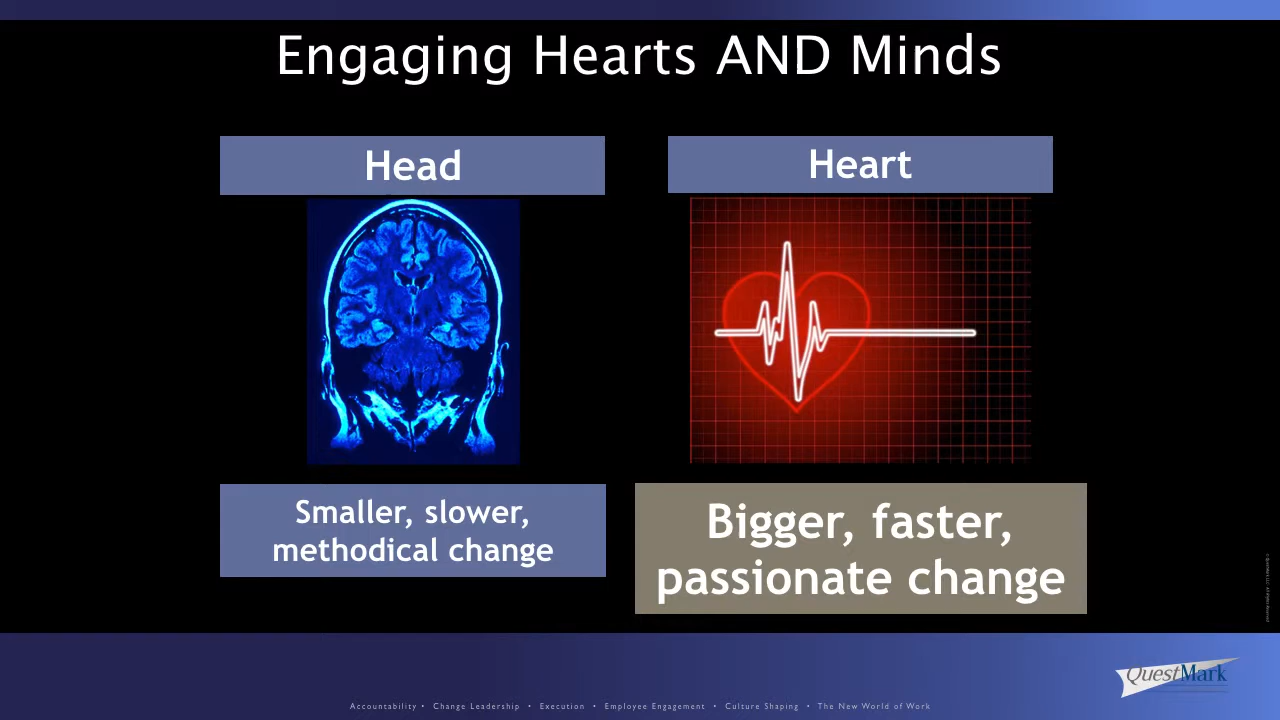 Engaging Hearts AND Minds
Head
Heart
Smaller, slower,
methodical change
Bigger, faster,
passionate change
QuestMark
Accountability • Change Leadership • Execution • Employee Engagement • Culture Shaping • The New World of Work